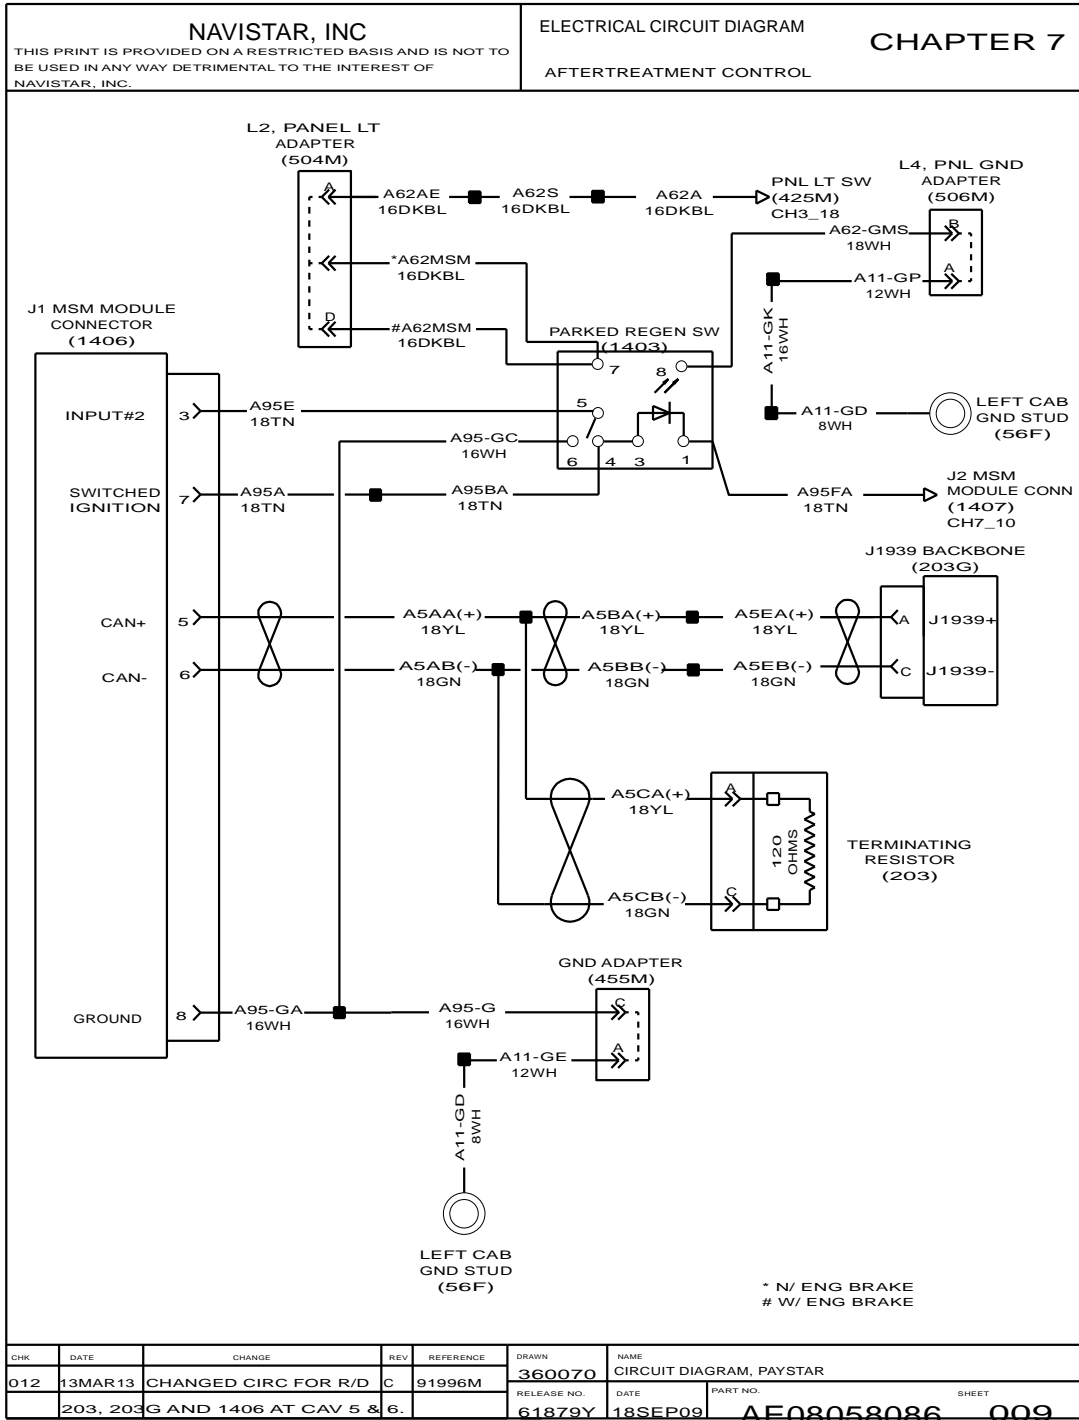 NAVISTAR, INC
THIS PRINT IS PROVIDED ON A RESTRICTED BASIS AND IS NOT TO
BE USED IN ANY WAY DETRIMENTAL TO THE INTEREST OF
NAVISTAR, INC.
ELECTRICAL CIRCUIT DIAGRAM
CHAPTER 7
AFTERTREATMENT CONTROL
L2, PANEL LT
ADAPTER
(504M)
A
A62AE
16DKBL
A62S
16DKBL
A62A
16DKBL
PNL LT SW
(425M)
CH3_18
L4, PNL GND
ADAPTER
(506M)
B
A62-GMS
18WH
*A62MSM
16DKBL
A
A11-GP
12WH
A11-GK
16WH
D
#A62MSM
16DKBL
J1 MSM MODULE
CONNECTOR
(1406)
PARKED REGEN SW
(1403)
7
8
5
6
4
3
1
INPUT#2
3
A95E
18TN
A95-GC
16WH
A11-GD
8WH
LEFT CAB
GND STUD
(56F)
SWITCHED
IGNITION
7
A95A
18TN
A95BA
18TN
A95FA
18TN
J2 MSM
MODULE CONN
(1407)
CH7_10
J1939 BACKBONE
(203G)
CAN+
5
A5AA(+)
18YL
A5BA(+)
18YL
A5EA(+)
18YL
A
J1939+
CAN-
6
A5AB(-)
18GN
A5BB(-)
18GN
A5EB(-)
18GN
C
J1939-
A5CA(+)
18YL
A
120
OHMS
TERMINATING
RESISTOR
(203)
A5CB(-)
18GN
C
GND ADAPTER
(455M)
GROUND
8
A95-GA
16WH
A95-G
16WH
C
A11-GE
12WH
A
A11-GD
8WH
LEFT CAB
GND STUD
(56F)
* N/ ENG BRAKE
# W/ ENG BRAKE
CHK DATE CHANGE REV REFERENCE
012 13MAR13 CHANGED CIRC FOR R/D C 91996M
203, 203G AND 1406 AT CAV 5 & 6.
DRAWN
360070
NAME
CIRCUIT DIAGRAM, PAYSTAR
RELEASE NO.
61879Y
DATE
18SEP09
PART NO.
AE08058086
SHEET
009